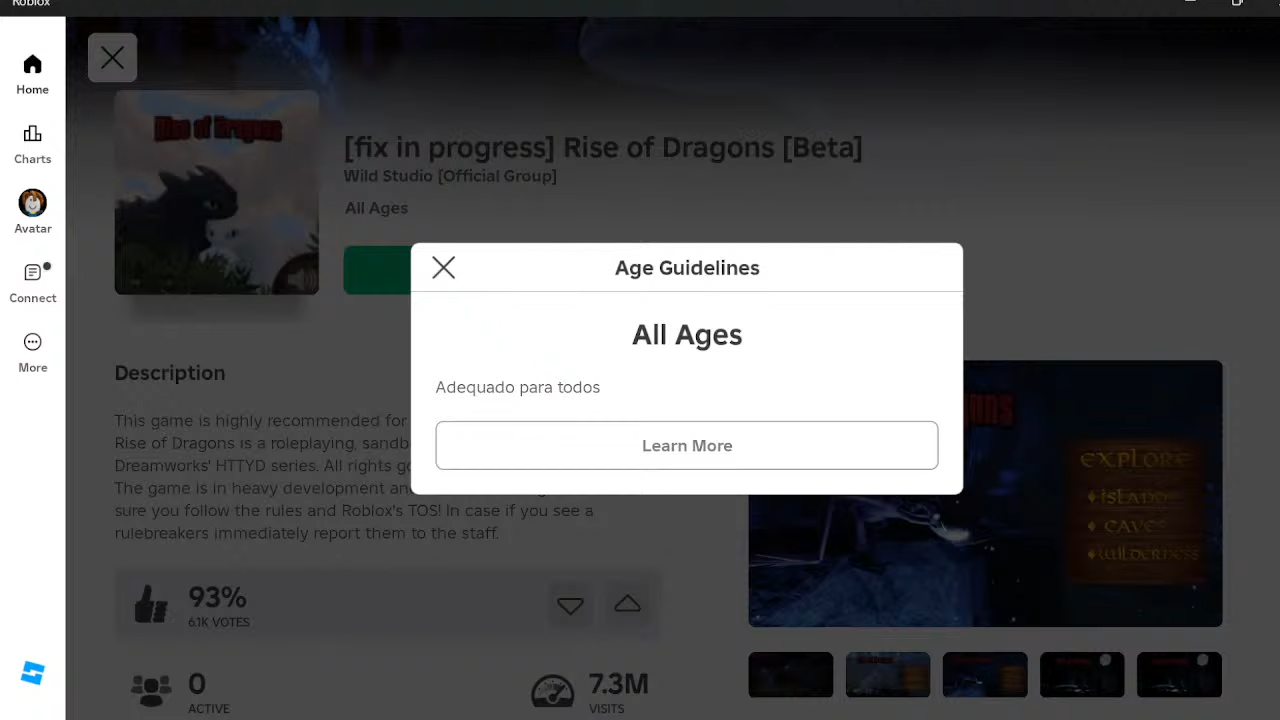 Roblox
Home
Charts
Avatar
Connect
More
Rise of Dragons
[fix in progress] Rise of Dragons [Beta]
Wild Studio [Official Group]
All Ages
Age Guidelines
All Ages
Adequado para todos
Learn More
Description
This game is highly recommended for
Rise of Dragons is a roleplaying, sandb
Dreamworks' HTTYD series. All rights go
The game is in heavy development an
sure you follow the rules and Roblox's TOS! In case if you see a
rulebreakers immediately report them to the staff.
EXPLORE
ISLAND
CAVES
WILDERNESS
93%
6.1K VOTES
0
ACTIVE
7.3M
VISITS